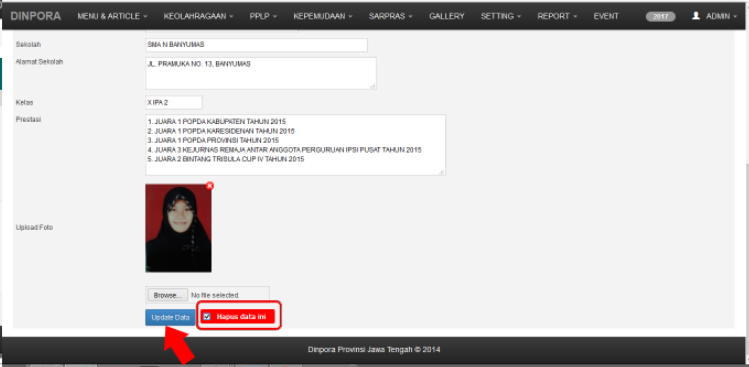 DINPORA MENU & ARTICLE KEOLAHRAGAAN PPLP KEPEMUDAAN SARPRAS GALLERY SETTING REPORT EVENT 2017 ADMIN
Sekolah SMA N BANYUMAS
Alamat Sekolah JL. PRAMUKA NO. 13, BANYUMAS
Kelas X IPA 2
Prestasi 1. JUARA 1 POPDA KABUPATEN TAHUN 2015
2. JUARA 1 POPDA KARESIDENAN TAHUN 2015
3. JUARA 1 POPDA PROVINSI TAHUN 2015
4. JUARA 3 KEJURNAS REMAJA ANTAR ANGGOTA PERGURUAN IPSI PUSAT TAHUN 2015
5. JUARA 2 BINTANG TRISULA CUP IV TAHUN 2015
Upload Foto
Browse... No file selected.
Update Data Hapus data ini
Dinpora Provinsi Jawa Tengah © 2014